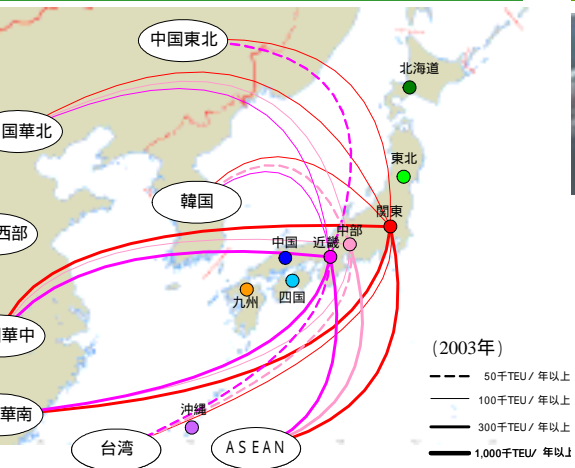 中国東北
北海道
国華北
東北
韓国
関東
西部
中部
中国
近畿
九州
四国
華中
華南
沖縄
台湾
ASEAN
(2003年)
50千TEU/年以上
100千TEU/年以上
300千TEU/年以上
1,000千TEU/年以上